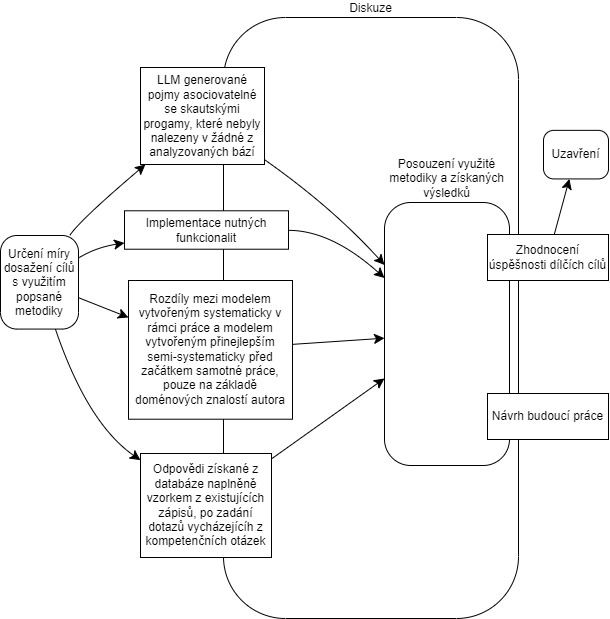 Diskuze
LLM generované
pojmy asociovatelné
se skautskými
progamy, které nebyly
nalezeny v žádné z
analyzovaných bází
Uzavření
Posouzení využité
metodiky a získaných
výsledků
Implementace nutných
funkcionalit
Určení míry
dosažení cílů
s využitím
popsané
metodiky
Zhodnocení
úspěšnosti dílčích cílů
Rozdíly mezi modelem
vytvořeným systematicky v
rámci práce a modelem
vytvořeným přinejlepším
semi-systematicky před
začátkem samotné práce,
pouze na základě
doménových znalostí autora
Návrh budoucí práce
Odpovědi získané z
databáze naplněně
vzorkem z existujících
zápisů, po zadání
dotazů vycházejícíh z
kompetenčních otázek